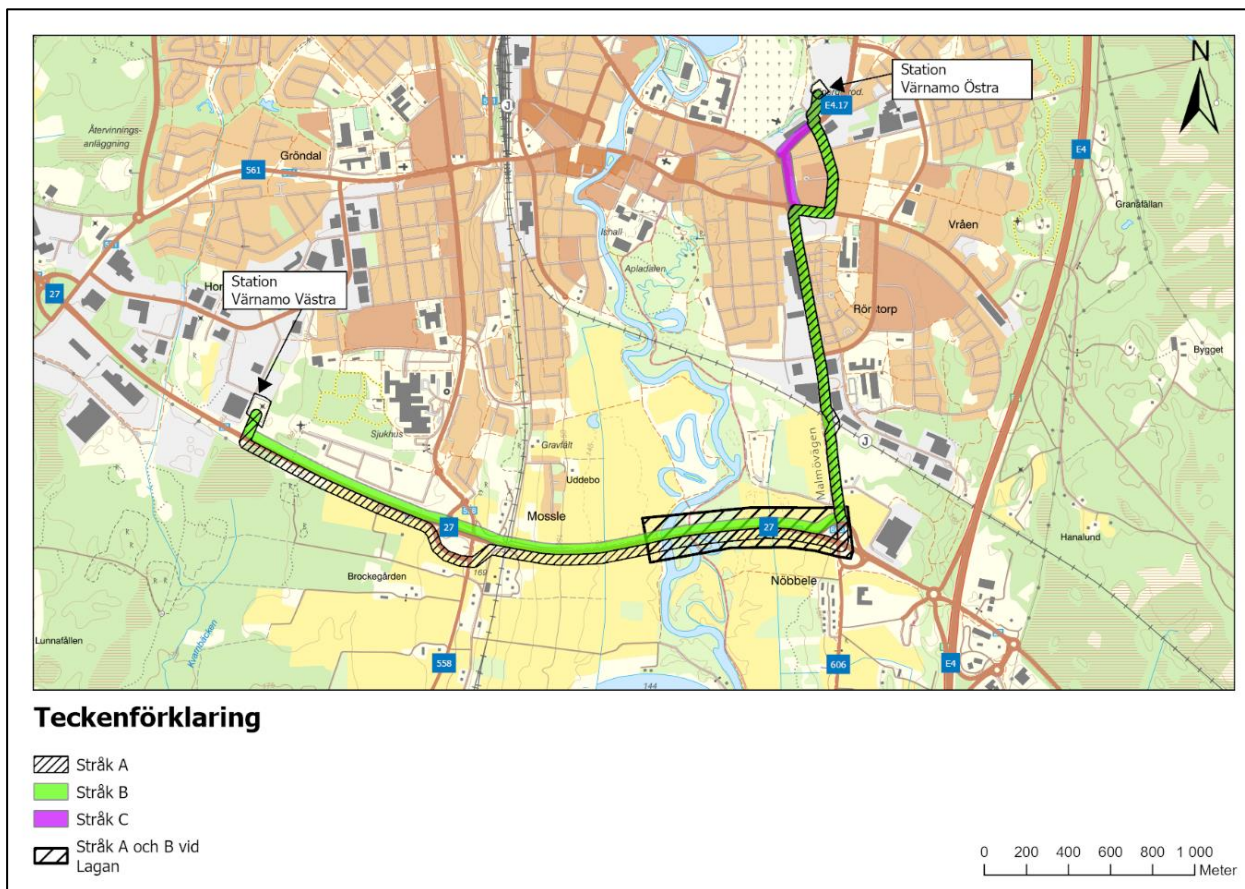 N
Station
Värnamo Östra
E4.17
J
Återvinnings-
anläggning
Gröndal
561
E4
Granåfällan
Vråen
Ishall
Apladalen
Station
Värnamo Västra
27
Rörstorp
Bygget
Sjukhus
Gravfält
J
Uddebo
Malmövägen
Mossle
27
27
Hanalund
Brockegården
169
Nöbbele
Lunnafällen
Kvarnbäcken
558
144
606
E4
Teckenförklaring
Stråk A
Stråk B
Stråk C
Stråk A och B vid
Lagan
0 200 400 600 800 1 000
Meter